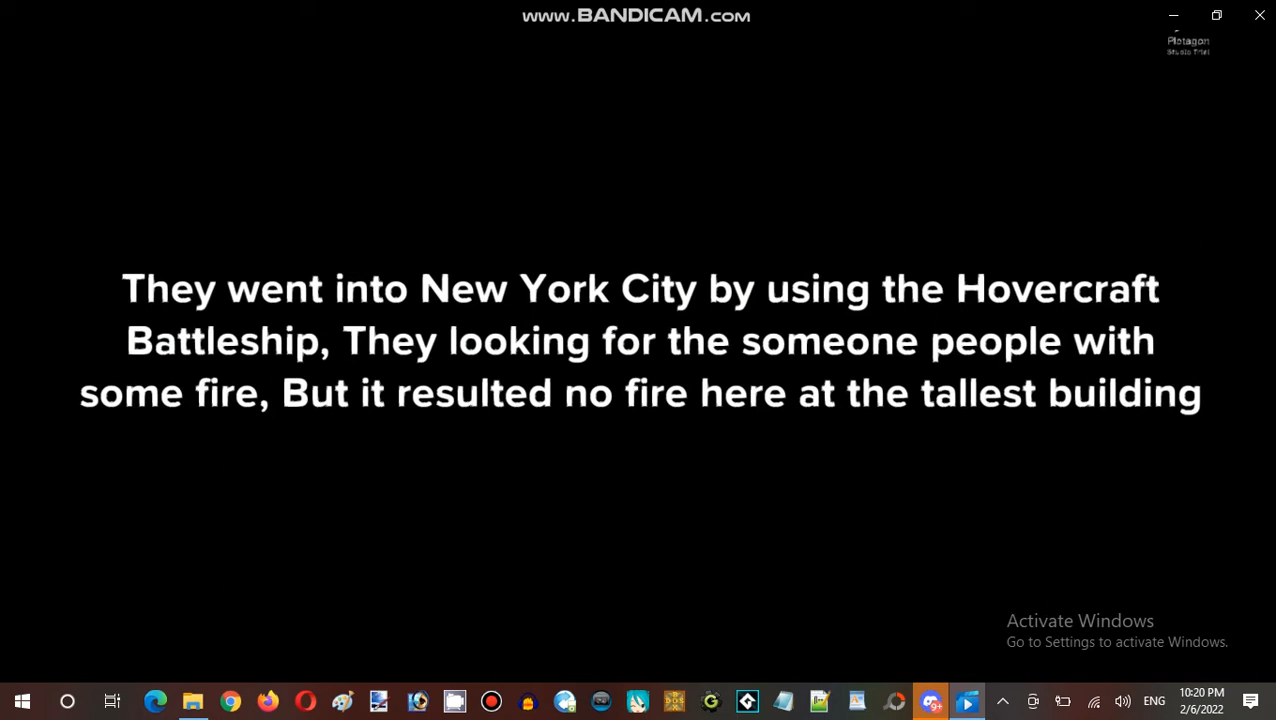 www.BANDICAM.com
Plotagon
Studio Trial
They went into New York City by using the Hovercraft
Battleship, They looking for the someone people with
some fire, But it resulted no fire here at the tallest building
Activate Windows
Go to Settings to activate Windows.
ENG
10:20 PM
2/6/2022